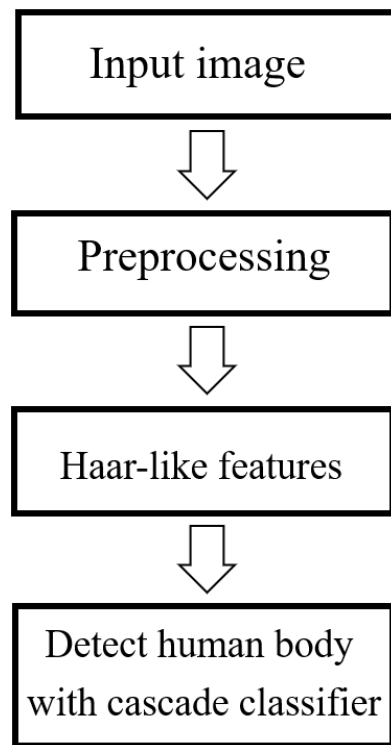 Input image
Preprocessing
Haar-like features
Detect human body
with cascade classifier